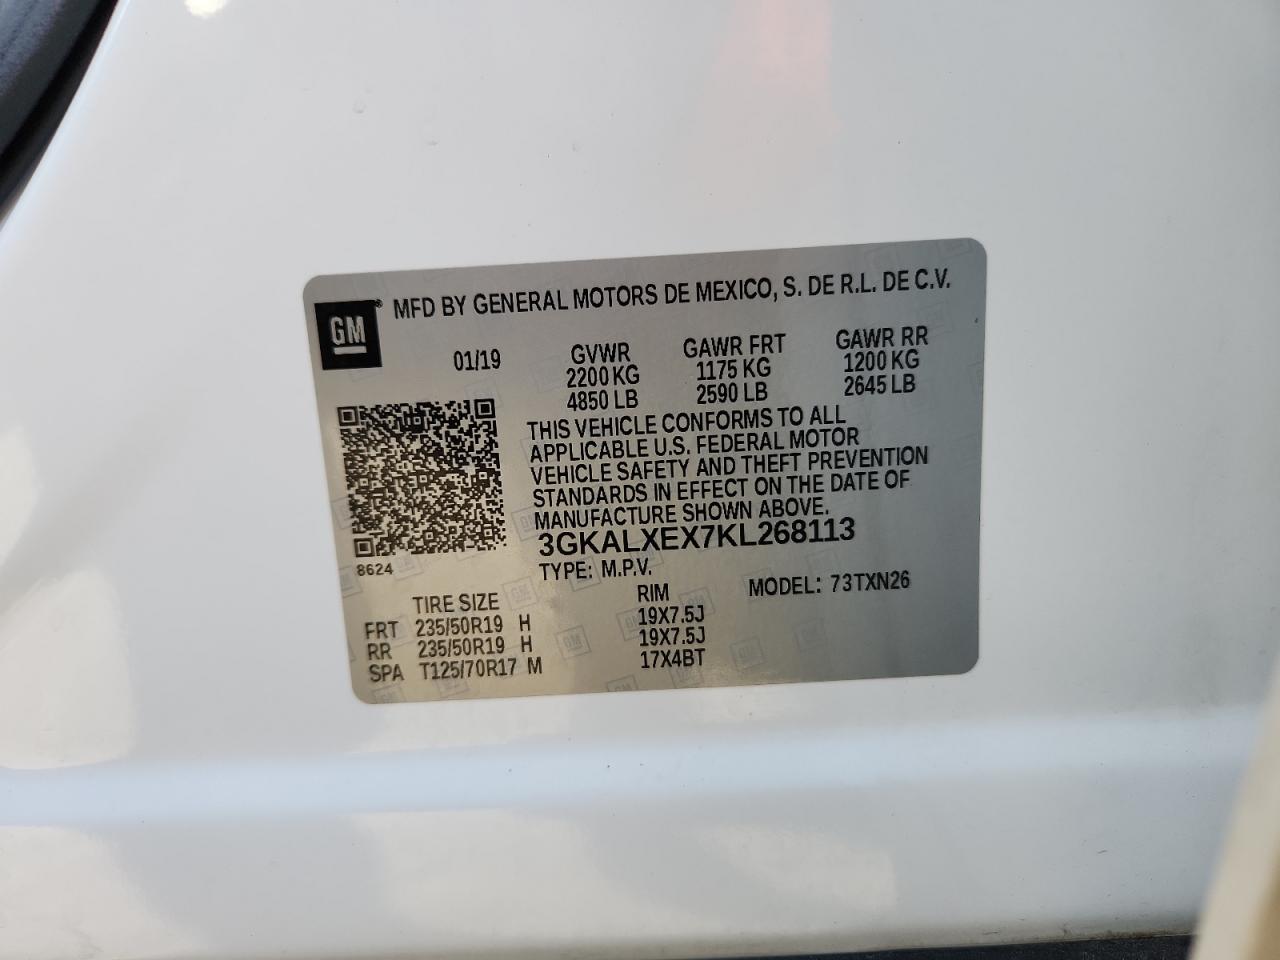 GM® MFD BY GENERAL MOTORS DE MEXICO, S. DE R.L. DE C.V.
01/19 GVWR GAWR FRT GAWR RR
2200 KG 1175 KG 1200 KG
4850 LB 2590 LB 2645 LB
THIS VEHICLE CONFORMS TO ALL
APPLICABLE U.S. FEDERAL MOTOR
VEHICLE SAFETY AND THEFT PREVENTION
STANDARDS IN EFFECT ON THE DATE OF
MANUFACTURE SHOWN ABOVE.
3GKALXEX7KL268113
8624
TYPE: M.P.V. MODEL: 73TXN26
TIRE SIZE RIM
FRT 235/50R19 H 19X7.5J
RR 235/50R19 H 19X7.5J
SPA T125/70R17 M 17X4BT